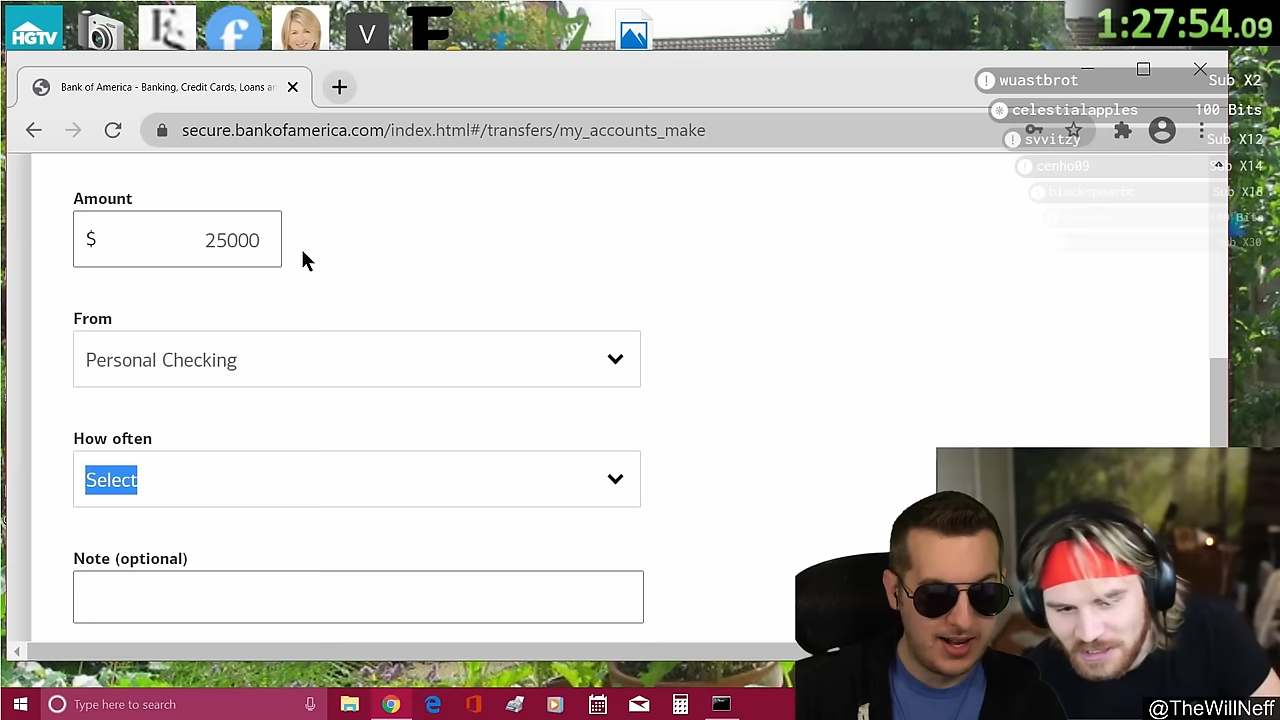 HGTV
V
F
1:27:54.09
Bank of America - Banking, Credit Cards, Loans ar
wuastbrot Sub X2
celestialapples 100 Bits
svvitzy Sub X12
cenho09 Sub X14
secure.bankofamerica.com/index.html#/transfers/my_accounts_make
Amount
$ 25000
From
Personal Checking
How often
Select
Note (optional)
Type here to search
@TheWillNeff